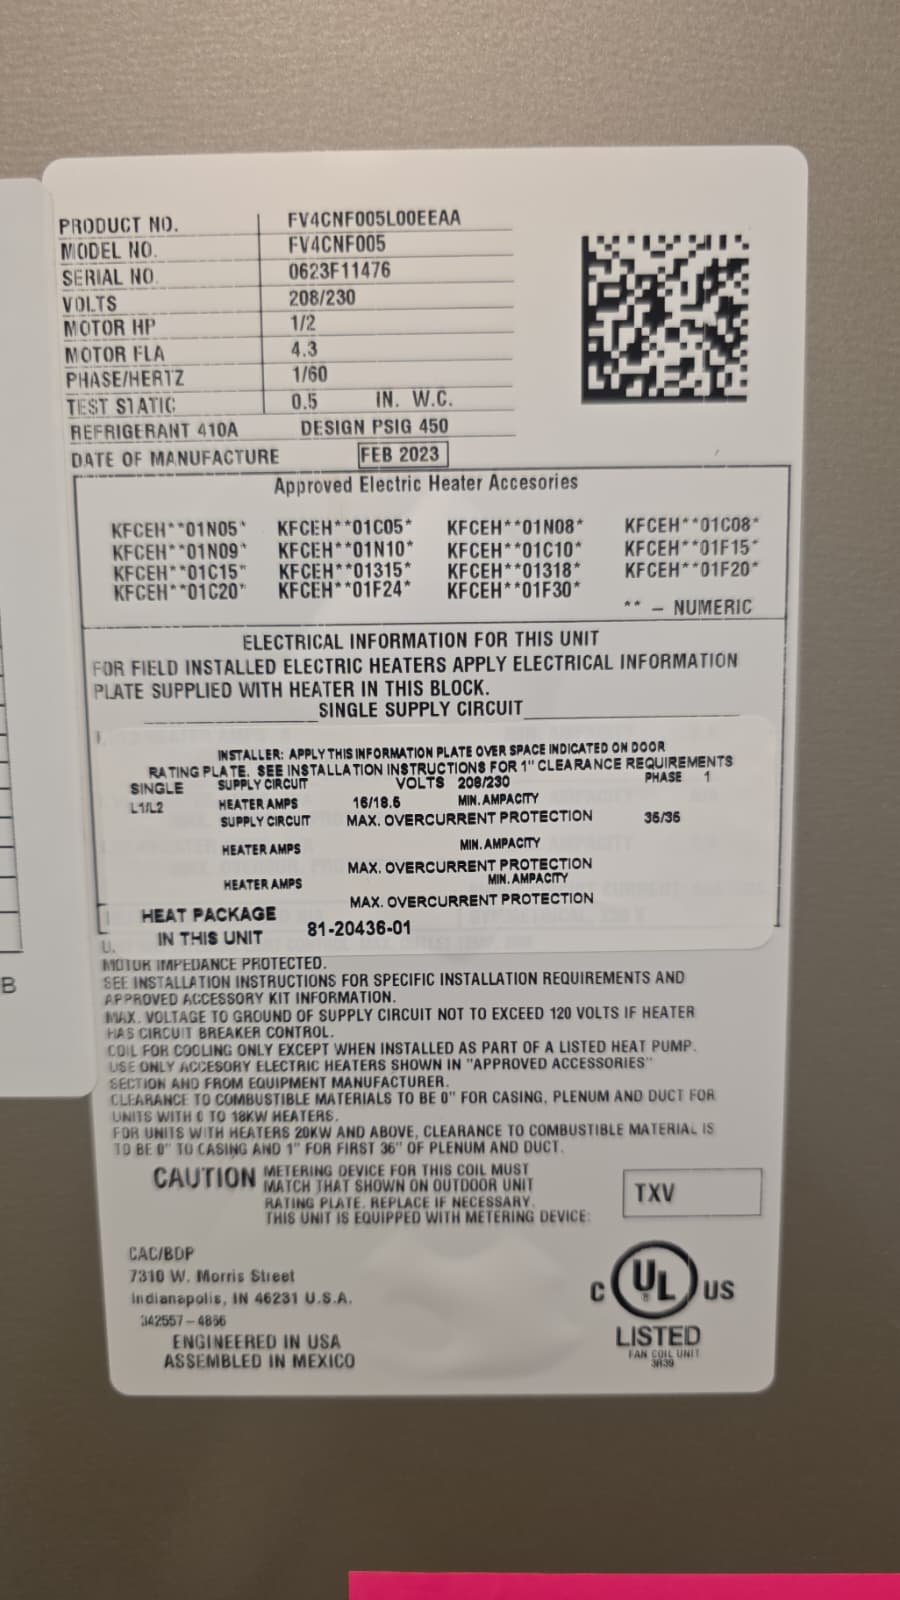 PRODUCT NO. FV4CNF005L00EEAA
MODEL NO. FV4CNF005
SERIAL NO. 0623F11476
VOLTS 208/230
MOTOR HP 1/2
MOTOR FLA 4.3
PHASE/HERTZ 1/60
TEST STATIC 0.5 IN. W.C.
REFRIGERANT 410A DESIGN PSIG 450
DATE OF MANUFACTURE FEB 2023
Approved Electric Heater Accesories
KFCEH**01N05* KFCEH**01C05* KFCEH**01N08* KFCEH**01C08*
KFCEH**01N09* KFCEH**01N10* KFCEH**01C10* KFCEH**01F15*
KFCEH**01C15* KFCEH**01315* KFCEH**01318* KFCEH**01F20*
KFCEH**01C20* KFCEH**01F24* KFCEH**01F30*
** – NUMERIC
ELECTRICAL INFORMATION FOR THIS UNIT
FOR FIELD INSTALLED ELECTRIC HEATERS APPLY ELECTRICAL INFORMATION
PLATE SUPPLIED WITH HEATER IN THIS BLOCK.
SINGLE SUPPLY CIRCUIT
INSTALLER: APPLY THIS INFORMATION PLATE OVER SPACE INDICATED ON DOOR
RATING PLATE. SEE INSTALLATION INSTRUCTIONS FOR 1" CLEARANCE REQUIREMENTS
SINGLE SUPPLY CIRCUIT VOLTS 208/230 PHASE 1
L1/L2 HEATER AMPS 16/18.5 MIN. AMPACITY
SUPPLY CIRCUIT MAX. OVERCURRENT PROTECTION 35/35
HEATER AMPS MIN. AMPACITY
MAX. OVERCURRENT PROTECTION
HEATER AMPS MIN. AMPACITY
MAX. OVERCURRENT PROTECTION
HEAT PACKAGE
IN THIS UNIT 81-20436-01
U.
MOTOR IMPEDANCE PROTECTED.
SEE INSTALLATION INSTRUCTIONS FOR SPECIFIC INSTALLATION REQUIREMENTS AND
APPROVED ACCESSORY KIT INFORMATION.
MAX. VOLTAGE TO GROUND OF SUPPLY CIRCUIT NOT TO EXCEED 120 VOLTS IF HEATER
HAS CIRCUIT BREAKER CONTROL.
COIL FOR COOLING ONLY EXCEPT WHEN INSTALLED AS PART OF A LISTED HEAT PUMP.
USE ONLY ACCESORY ELECTRIC HEATERS SHOWN IN "APPROVED ACCESSORIES"
SECTION AND FROM EQUIPMENT MANUFACTURER.
CLEARANCE TO COMBUSTIBLE MATERIALS TO BE 0" FOR CASING, PLENUM AND DUCT FOR
UNITS WITH 0 TO 18KW HEATERS.
FOR UNITS WITH HEATERS 20KW AND ABOVE, CLEARANCE TO COMBUSTIBLE MATERIAL IS
TO BE 0" TO CASING AND 1" FOR FIRST 36" OF PLENUM AND DUCT.
CAUTION METERING DEVICE FOR THIS COIL MUST
MATCH THAT SHOWN ON OUTDOOR UNIT
RATING PLATE. REPLACE IF NECESSARY.
THIS UNIT IS EQUIPPED WITH METERING DEVICE:
TXV
CAC/BDP
7310 W. Morris Street
Indianapolis, IN 46231 U.S.A.
342557-4856
ENGINEERED IN USA
ASSEMBLED IN MEXICO
C UL US
®
LISTED
FAN COIL UNIT
3A39
B